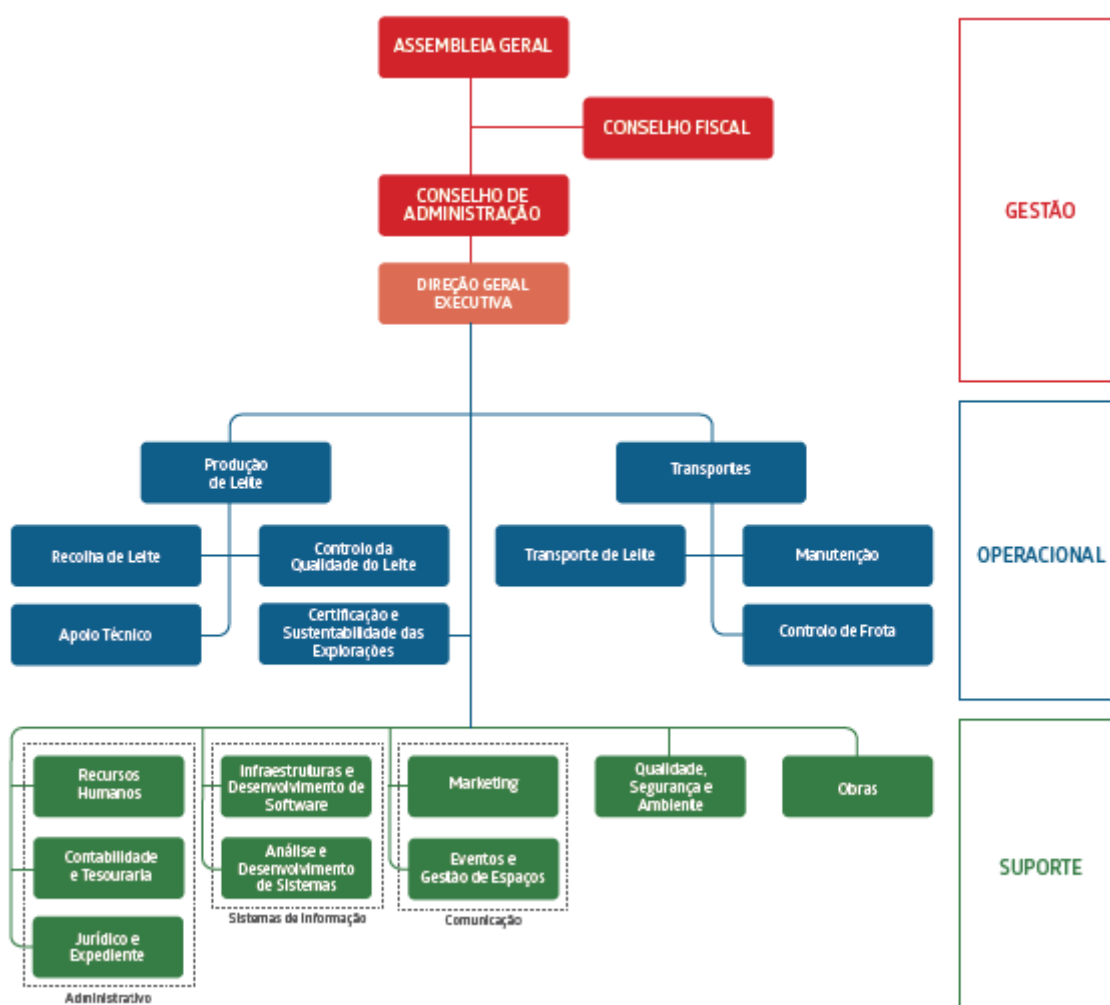 ASSEMBLEIA GERAL
CONSELHO FISCAL
CONSELHO DE
ADMINISTRAÇÃO
DIREÇÃO GERAL
EXECUTIVA
GESTÃO
Produção
de Leite
Transportes
Recolha de Leite
Controlo da
Qualidade do Leite
Transporte de Leite
Manutenção
Apoio Técnico
Certificação e
Sustentabilidade das
Explorações
Controlo de Frota
OPERACIONAL
Recursos
Humanos
Contabilidade
e Tesouraria
Jurídico e
Expediente
Administrativo
Infraestruturas e
Desenvolvimento de
Software
Análise e
Desenvolvimento
de Sistemas
Sistemas de Informação
Marketing
Eventos e
Gestão de Espaços
Comunicação
Qualidade,
Segurança e
Ambiente
Obras
SUPORTE